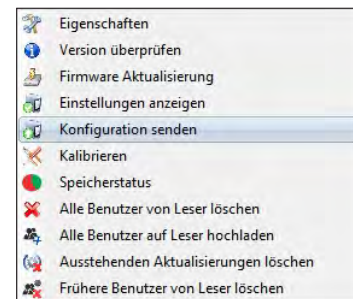 Eigenschaften
Version überprüfen
Firmware Aktualisierung
Einstellungen anzeigen
Konfiguration senden
Kalibrieren
Speicherstatus
Alle Benutzer von Leser löschen
Alle Benutzer auf Leser hochladen
Ausstehenden Aktualisierungen löschen
Frühere Benutzer von Leser löschen